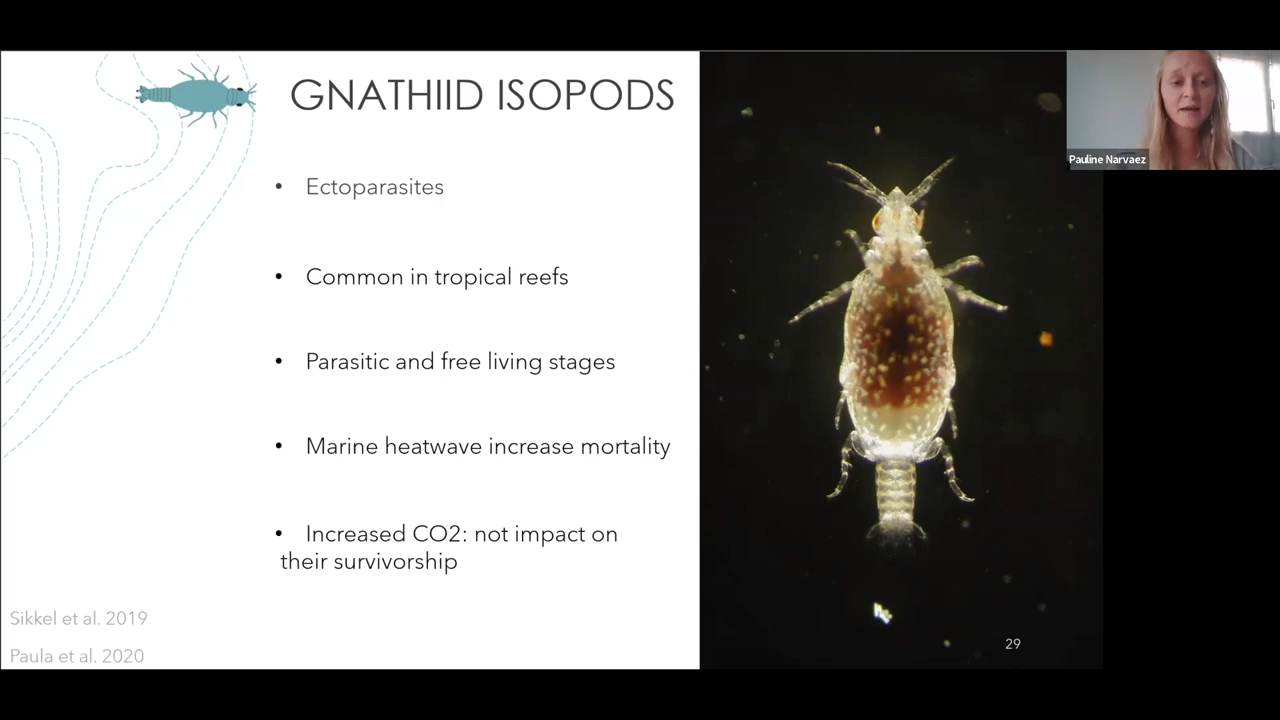 GNATHIID ISOPODS
• Ectoparasites
• Common in tropical reefs
• Parasitic and free living stages
• Marine heatwave increase mortality
• Increased CO2: not impact on
their survivorship
Sikkel et al. 2019
Paula et al. 2020
29
Pauline Narvaez